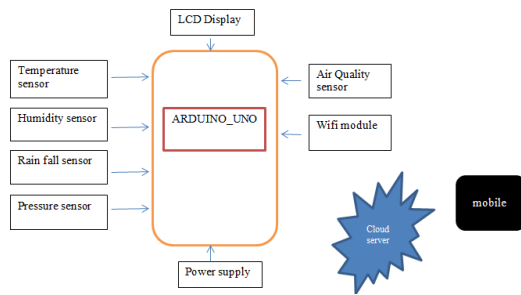 LCD Display
Temperature
sensor
Humidity sensor
Rain fall sensor
Pressure sensor
ARDUINO_UNO
Air Quality
sensor
Wifi module
Power supply
Cloud
server
mobile